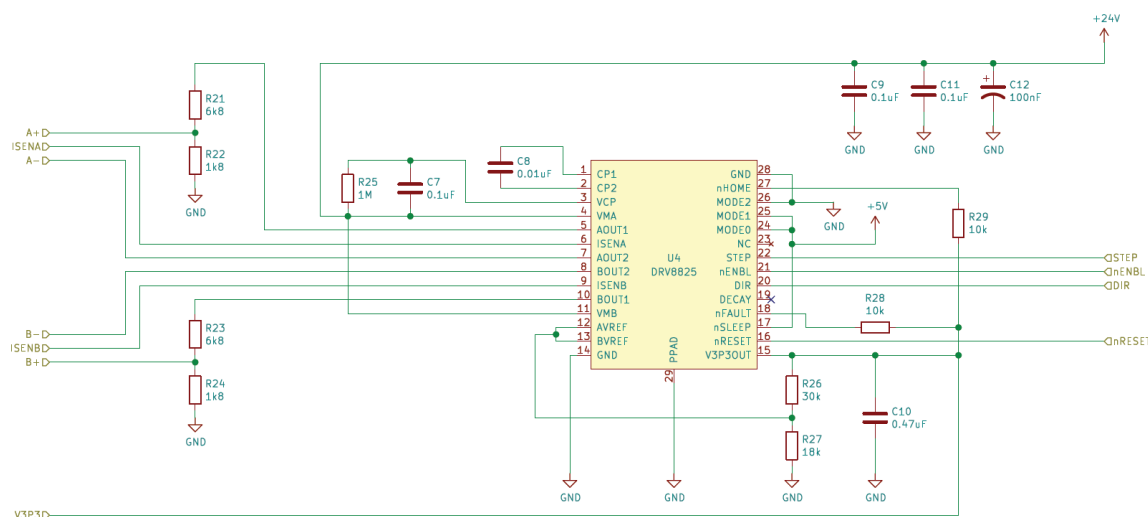 +24V
R21
6k8
A+
ISENA
A-
R22
1k8
GND
C9
0.1uF
C11
0.1uF
+
C12
100nF
GND
GND
GND
R25
1M
C7
0.1uF
C8
0.01uF
1
CP1
2
CP2
3
VCP
4
VMA
5
AOUT1
6
ISENA
7
AOUT2
8
BOUT2
9
ISENB
10
BOUT1
11
VMB
12
AVREF
13
BVREF
14
GND
U4
DRV8825
PPAD
29
GND
28
nHOME
27
MODE2
26
MODE1
25
MODE0
24
NC
23
STEP
22
nENBL
21
DIR
20
DECAY
19
nFAULT
18
nSLEEP
17
nRESET
16
V3P3OUT
15
GND
+5V
R29
10k
STEP
nENBL
DIR
R28
10k
nRESET
B-
ISENB
B+
R23
6k8
R24
1k8
GND
R26
30k
R27
18k
C10
0.47uF
GND
GND
GND
GND
V3P3